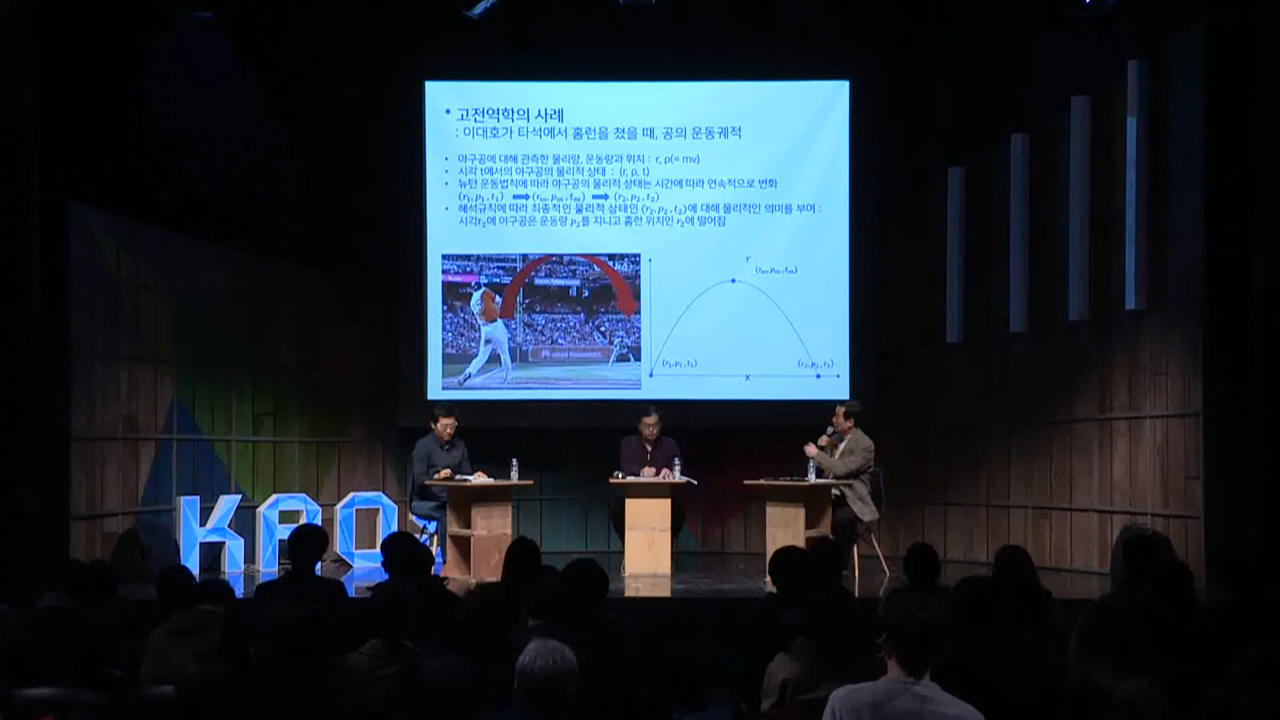 * 고전역학의 사례
: 이대호가 타석에서 홈런을 쳤을 때, 공의 운동궤적
• 야구공에 대해 관측한 물리량, 운동량과 위치 : r, p(= mv)
• 시각 t에서의 야구공의 물리적 상태 : (r, p, t)
• 뉴턴 운동법칙에 따라 야구공의 물리적 상태는 시간에 따라 연속적으로 변화
(r₁, p₁, t₁) ➡ (rₘ, pₘ, tₘ) ➡ (r₂, p₂, t₂)
• 해석규칙에 따라 최종적인 물리적 상태인 (r₂, p₂, t₂)에 대해 물리적인 의미를 부여 :
시각t₂에 야구공은 운동량 p₂를 지니고 홈런 위치인 r₂에 떨어짐
Y
(rₘ, pₘ, tₘ)
(r₁, p₁, t₁)
(r₂, p₂, t₂)
X
KAO